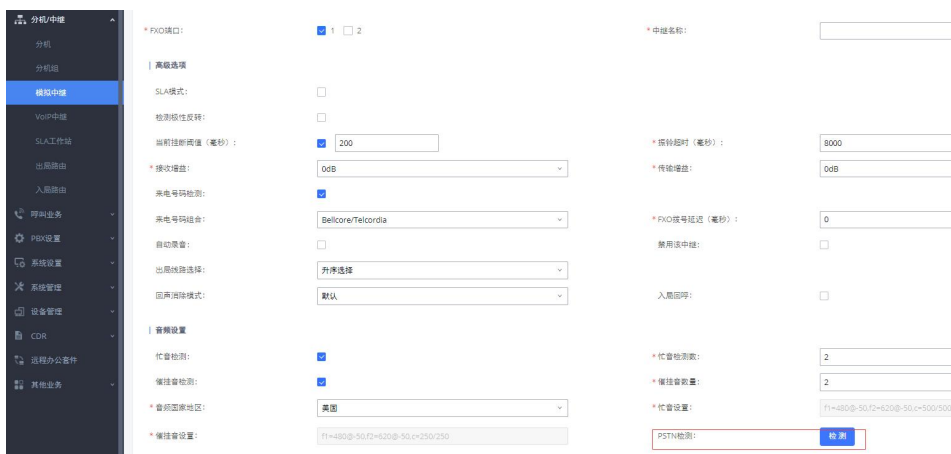 分机/中继
分机
分机组
模拟中继
VoIP中继
SLA工作站
出局路由
入局路由
呼叫业务
PBX设置
系统设置
系统管理
设备管理
CDR
远程办公套件
其他业务
* FXO端口： 1 2 * 中继名称：
高级选项
SLA模式：
检测极性反转：
当前挂断阈值（毫秒）： 200 * 振铃超时（毫秒）： 8000
* 接收增益： 0dB * 传输增益： 0dB
来电号码检测：
来电号码组合： Bellcore/Telcordia * FXO拨号延迟（毫秒）： 0
自动录音： 禁用该中继：
出局线路选择： 升序选择
回声消除模式： 默认 入局回呼：
音频设置
忙音检测： * 忙音检测数： 2
催挂音检测： * 催挂音数量： 2
* 音频国家地区： 美国 * 忙音设置： f1=480@-50,f2=620@-50,c=500/500
* 催挂音设置： f1=480@-50,f2=620@-50,c=250/250 PSTN检测： 检测